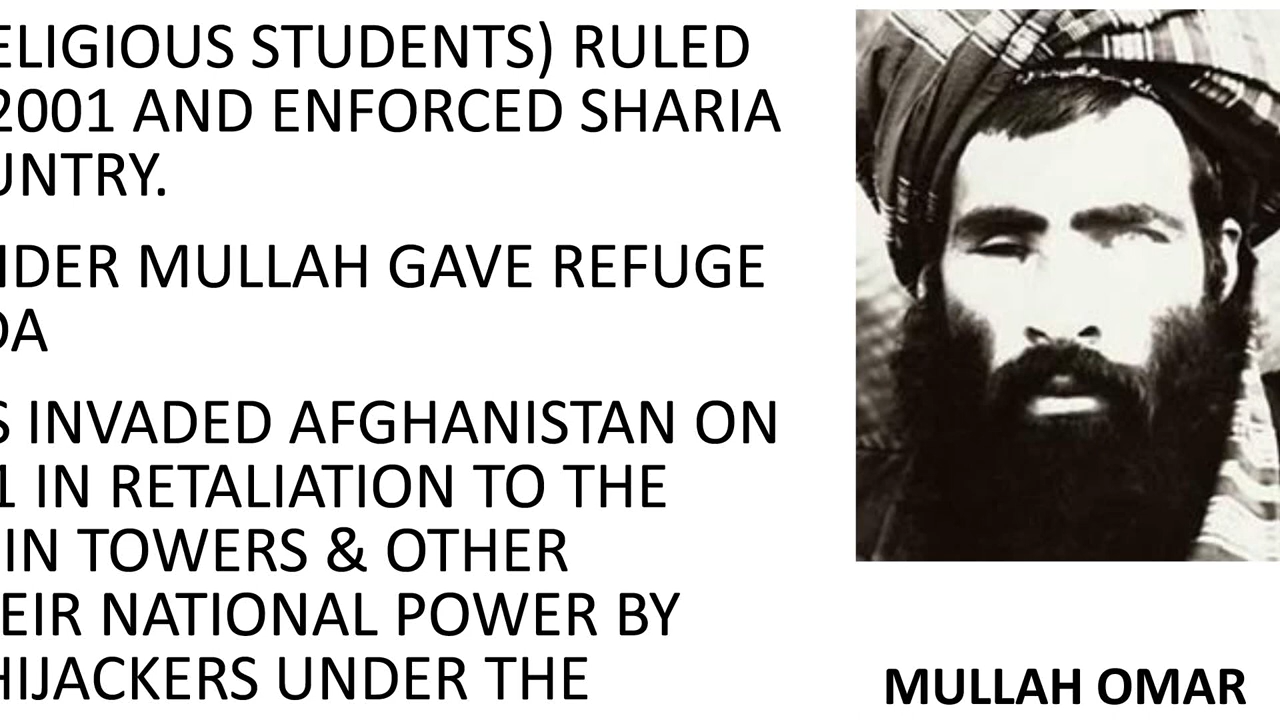 ELIGIOUS STUDENTS) RULED
2001 AND ENFORCED SHARIA
UNTRY.
NDER MULLAH GAVE REFUGE
DA
S INVADED AFGHANISTAN ON
1 IN RETALIATION TO THE
IN TOWERS & OTHER
EIR NATIONAL POWER BY
HIJACKERS UNDER THE
MULLAH OMAR